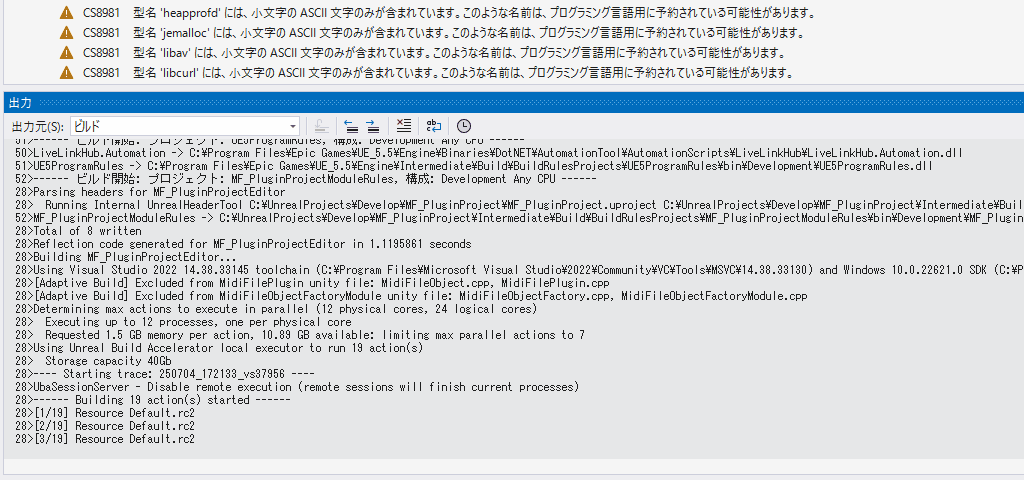 CS8981 型名 'heapprofd' には、小文字の ASCII 文字のみが含まれています。このような名前は、プログラミング言語用に予約されている可能性があります。
CS8981 型名 'jemalloc' には、小文字の ASCII 文字のみが含まれています。このような名前は、プログラミング言語用に予約されている可能性があります。
CS8981 型名 'libav' には、小文字の ASCII 文字のみが含まれています。このような名前は、プログラミング言語用に予約されている可能性があります。
CS8981 型名 'libcurl' には、小文字の ASCII 文字のみが含まれています。このような名前は、プログラミング言語用に予約されている可能性があります。
出力
出力元(S): ビルド
51>------ ビルド開始: プロジェクト: UE5ProgramRules, 構成: Development Any CPU ------
50>LiveLinkHub.Automation -> C:¥Program Files¥Epic Games¥UE_5.5¥Engine¥Binaries¥DotNET¥AutomationTool¥AutomationScripts¥LiveLinkHub¥LiveLinkHub.Automation.dll
51>UE5ProgramRules -> C:¥Program Files¥Epic Games¥UE_5.5¥Engine¥Intermediate¥Build¥BuildRulesProjects¥UE5ProgramRules¥bin¥Development¥UE5ProgramRules.dll
52>------ ビルド開始: プロジェクト: MF_PluginProjectModuleRules, 構成: Development Any CPU ------
28>Parsing headers for MF_PluginProjectEditor
28>  Running Internal UnrealHeaderTool C:¥UnrealProjects¥Develop¥MF_PluginProject¥MF_PluginProject.uproject C:¥UnrealProjects¥Develop¥MF_PluginProject¥Intermediate¥Buil
52>MF_PluginProjectModuleRules -> C:¥UnrealProjects¥Develop¥MF_PluginProject¥Intermediate¥Build¥BuildRulesProjects¥MF_PluginProjectModuleRules¥bin¥Development¥MF_Plugin
28>Total of 8 written
28>Reflection code generated for MF_PluginProjectEditor in 1.1195861 seconds
28>Building MF_PluginProjectEditor...
28>Using Visual Studio 2022 14.38.33145 toolchain (C:¥Program Files¥Microsoft Visual Studio¥2022¥Community¥VC¥Tools¥MSVC¥14.38.33130) and Windows 10.0.22621.0 SDK (C:¥P
28>[Adaptive Build] Excluded from MidiFilePlugin unity file: MidiFileObject.cpp, MidiFilePlugin.cpp
28>[Adaptive Build] Excluded from MidiFileObjectFactoryModule unity file: MidiFileObjectFactory.cpp, MidiFileObjectFactoryModule.cpp
28>Determining max actions to execute in parallel (12 physical cores, 24 logical cores)
28>  Executing up to 12 processes, one per physical core
28>  Requested 1.5 GB memory per action, 10.89 GB available: limiting max parallel actions to 7
28>Using Unreal Build Accelerator local executor to run 19 action(s)
28>  Storage capacity 40Gb
28>---- Starting trace: 250704_172133_vs37956 ----
28>UbaSessionServer - Disable remote execution (remote sessions will finish current processes)
28>------ Building 19 action(s) started ------
28>[1/19] Resource Default.rc2
28>[2/19] Resource Default.rc2
28>[3/19] Resource Default.rc2